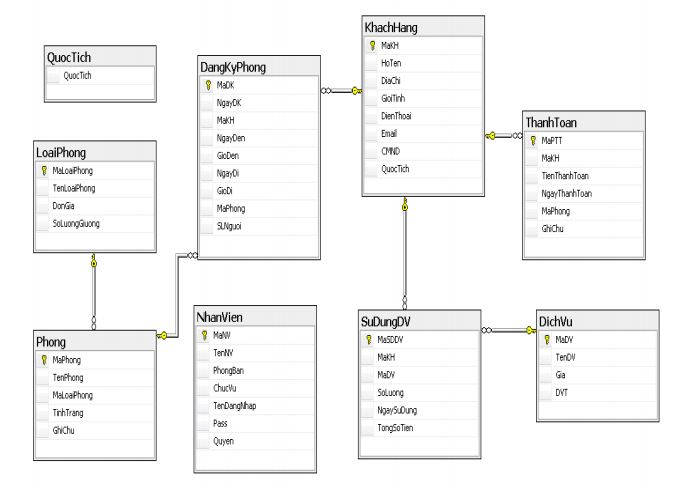 QuocTich
QuocTich
LoaiPhong
MaLoaiPhong
TenLoaiPhong
DonGia
SoLuongGiuong
Phong
MaPhong
TenPhong
MaLoaiPhong
TinhTrang
GhiChu
DangKyPhong
MaDK
NgayDK
MaKH
NgayDen
GioDen
NgayDi
GioDi
MaPhong
SLNguoi
NhanVien
MaNV
TenNV
PhongBan
ChucVu
TenDangNhap
Pass
Quyen
KhachHang
MaKH
HoTen
DiaChi
GioiTinh
DienThoai
Email
CMND
QuocTich
SuDungDV
MaSDDV
MaKH
MaDV
SoLuong
NgaySuDung
TongSoTien
ThanhToan
MaPTT
MaKH
TienThanhToan
NgayThanhToan
MaPhong
GhiChu
DichVu
MaDV
TenDV
Gia
DVT